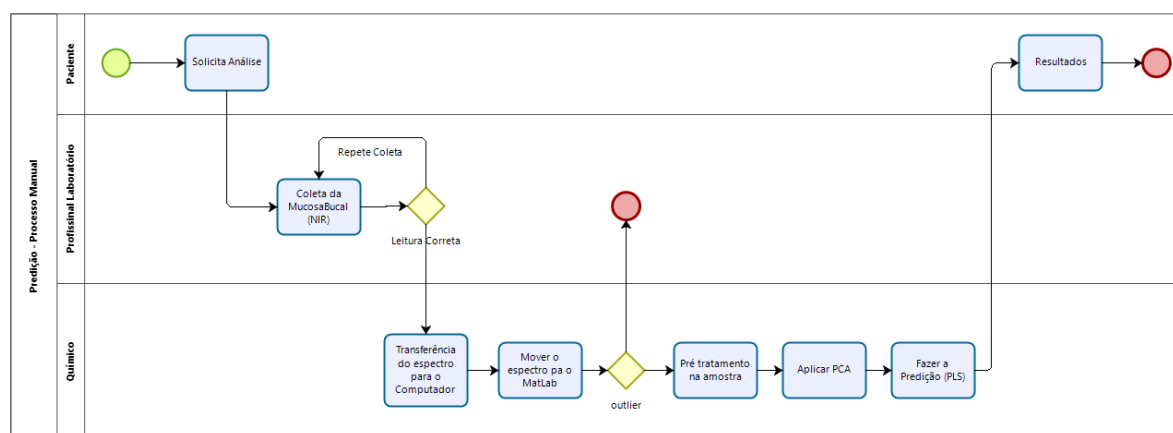 Predição - Processo Manual
Paciente
Solicita Análise
Resultados
Profissinal Laboratório
Repete Coleta
Coleta da
MucosaBucal
(NIR)
Leitura Correta
Químico
Transferência
do espectro
para o
Computador
Mover o
espectro pa o
MatLab
outlier
Pré tratamento
na amostra
Aplicar PCA
Fazer a
Predição (PLS)